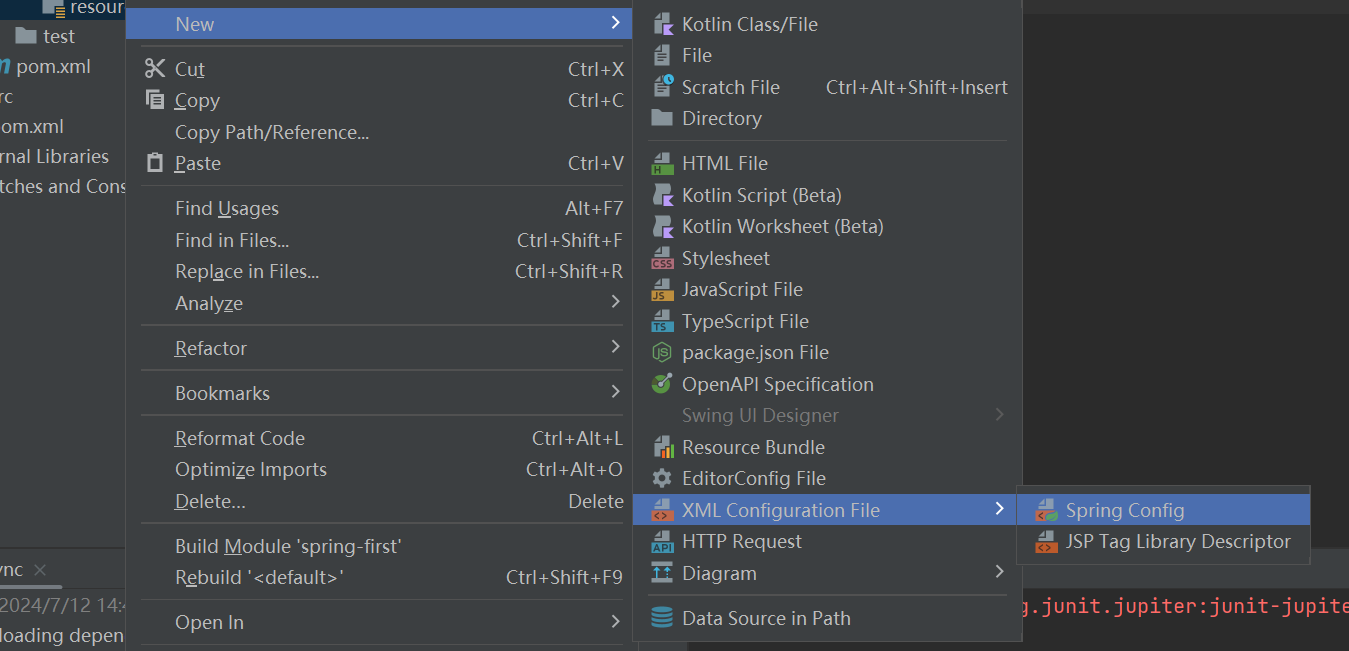 resour
test
pom.xml
rc
om.xml
rnal Libraries
tches and Cons
New
Cut Ctrl+X
Copy Ctrl+C
Copy Path/Reference...
Paste Ctrl+V
Find Usages Alt+F7
Find in Files... Ctrl+Shift+F
Replace in Files... Ctrl+Shift+R
Analyze
Refactor
Bookmarks
Reformat Code Ctrl+Alt+L
Optimize Imports Ctrl+Alt+O
Delete... Delete
Build Module 'spring-first'
Rebuild '<default>' Ctrl+Shift+F9
Open In
Kotlin Class/File
File
Scratch File Ctrl+Alt+Shift+Insert
Directory
H HTML File
Kotlin Script (Beta)
Kotlin Worksheet (Beta)
CSS Stylesheet
JS JavaScript File
TS TypeScript File
JS package.json File
OpenAPI Specification
Swing UI Designer
Resource Bundle
EditorConfig File
XML Configuration File
API HTTP Request
Diagram
Data Source in Path
Spring Config
JSP Tag Library Descriptor
ync
2024/7/12 14:4
loading depen
g.junit.jupiter:junit-jupite